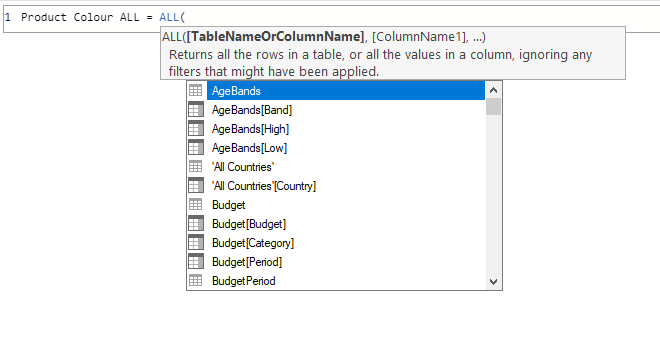 1 Product Colour ALL = ALL(
ALL([TableNameOrColumnName], [ColumnName1], ...)
Returns all the rows in a table, or all the values in a column, ignoring any
filters that might have been applied.
AgeBands
AgeBands[Band]
AgeBands[High]
AgeBands[Low]
'All Countries'
'All Countries'[Country]
Budget
Budget[Budget]
Budget[Category]
Budget[Period]
BudgetPeriod